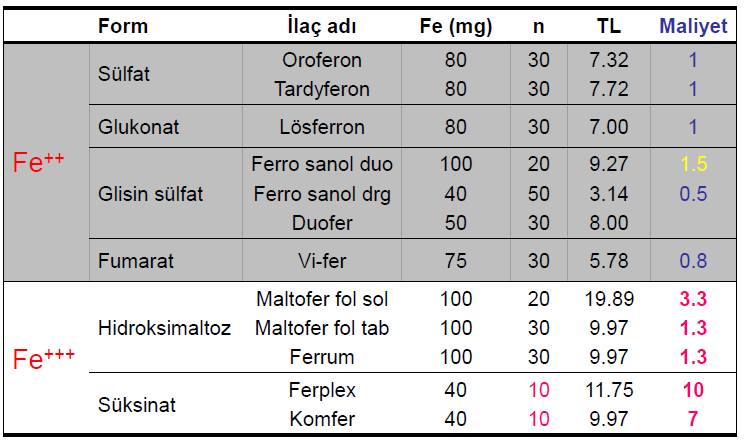 Form İlaç adı Fe (mg) n TL Maliyet
Fe++
Sülfat
Oroferon 80 30 7.32 1
Tardyferon 80 30 7.72 1
Glukonat Lösferron 80 30 7.00 1
Glisin sülfat
Ferro sanol duo 100 20 9.27 1.5
Ferro sanol drg 40 50 3.14 0.5
Duofer 50 30 8.00
Fumarat Vi-fer 75 30 5.78 0.8
Fe+++
Hidroksimaltoz
Maltofer fol sol 100 20 19.89 3.3
Maltofer fol tab 100 30 9.97 1.3
Ferrum 100 30 9.97 1.3
Süksinat
Ferplex 40 10 11.75 10
Komfer 40 10 9.97 7